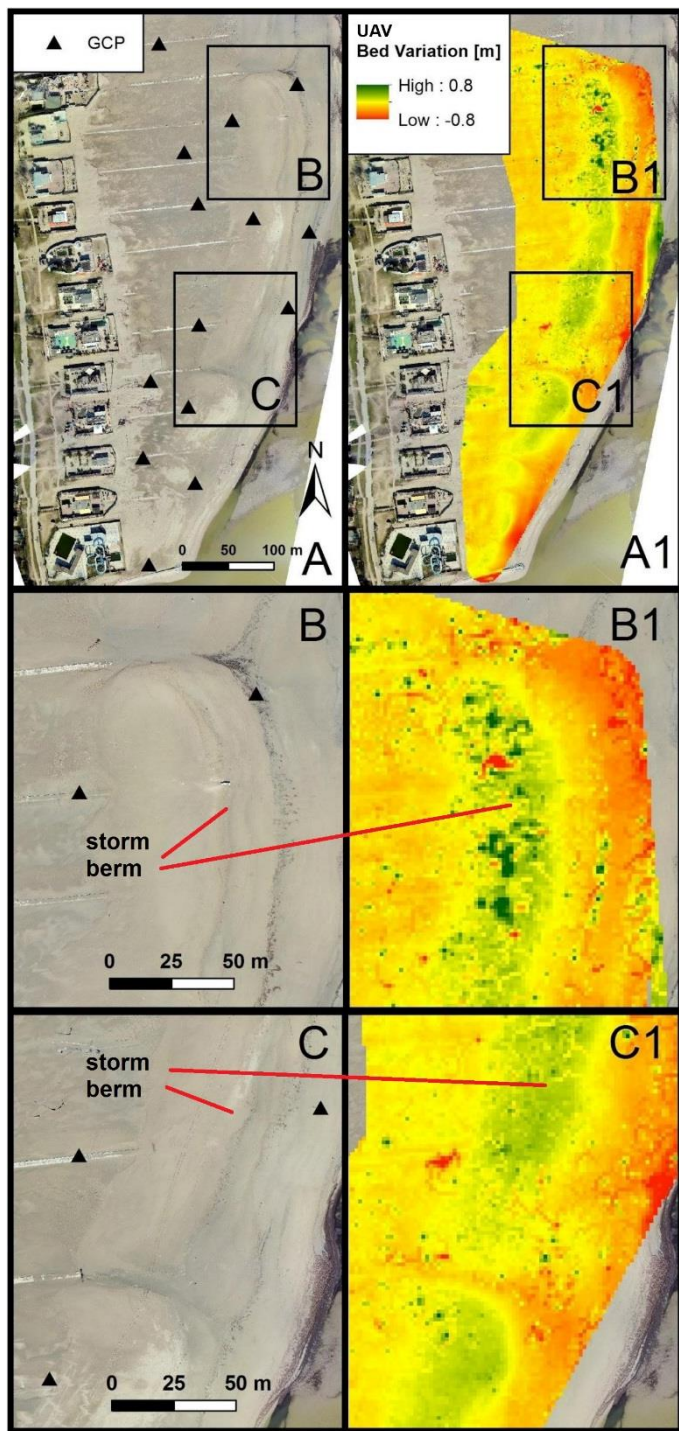 GCP
B
C
N
0 50 100 m
A
UAV
Bed Variation [m]
High : 0.8
Low : -0.8
B1
C1
A1
B
storm
berm
0 25 50 m
B1
C
storm
berm
0 25 50 m
C1